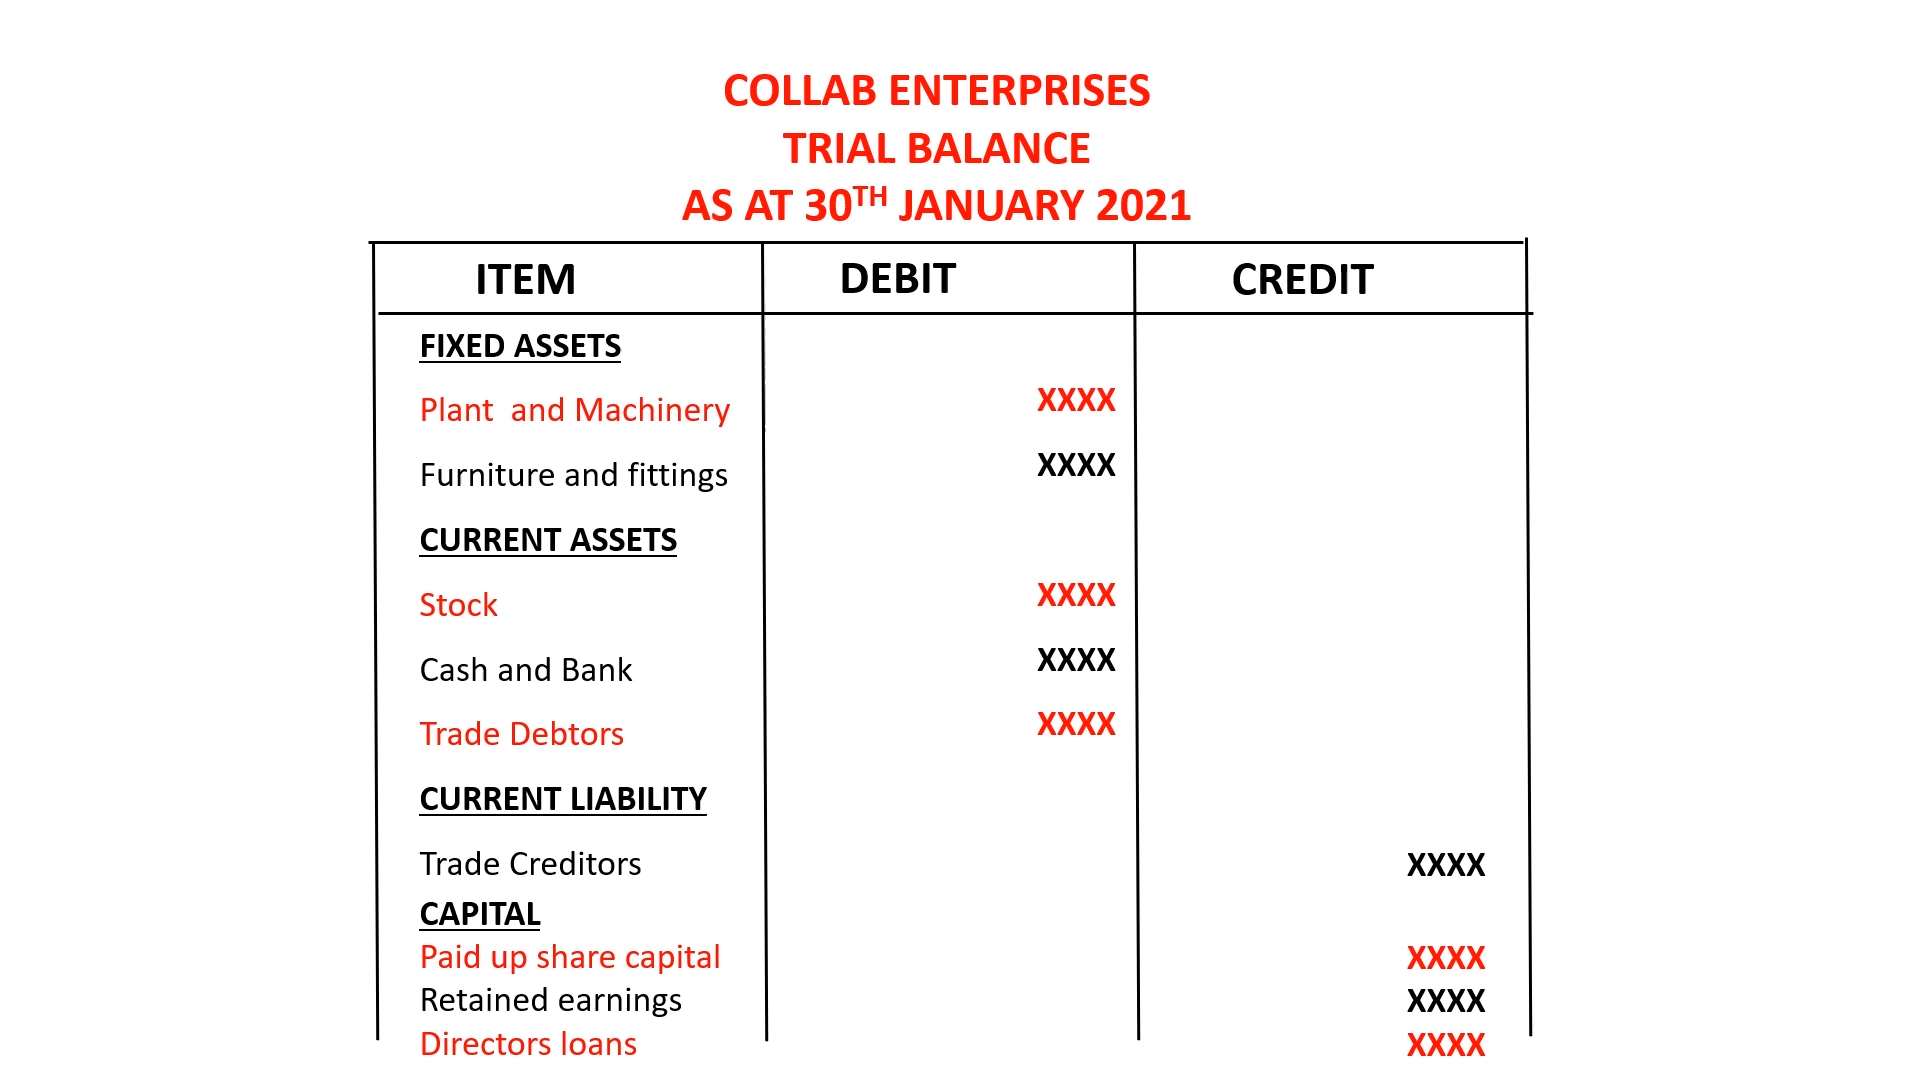 COLLAB ENTERPRISES
TRIAL BALANCE
AS AT 30TH JANUARY 2021
ITEM DEBIT CREDIT
FIXED ASSETS
Plant and Machinery XXXX
Furniture and fittings XXXX
CURRENT ASSETS
Stock XXXX
Cash and Bank XXXX
Trade Debtors XXXX
CURRENT LIABILITY
Trade Creditors XXXX
CAPITAL
Paid up share capital XXXX
Retained earnings XXXX
Directors loans XXXX